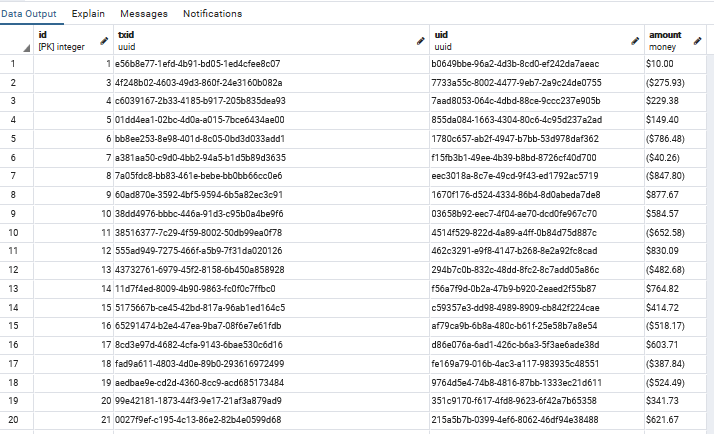 Data Output Explain Messages Notifications
id txid uid amount
[PK] integer uuid uuid money
1 1 e56b8e77-1efd-4b91-bd05-1ed4cfee8c07 b0649bbe-96a2-4d3b-8cd0-ef242da7aeac $10.00
2 3 4f248b02-4603-49d3-860f-24e3160b082a 7733a55c-8002-4477-9eb7-2a9c24de0755 ($275.93)
3 4 c6039167-2b33-4185-b917-205b835dea93 7aad8053-064c-4dbd-88ce-9ccc237e905b $229.38
4 5 01dd4ea1-02bc-4d0a-a015-7bce6434ae00 855da084-1663-4304-80c6-4c95d237a2ad $149.40
5 6 bb8ee253-8e98-401d-8c05-0bd3d033add1 1780c657-ab2f-4947-b7bb-53d978daf362 ($786.48)
6 7 a381aa50-c9d0-4bb2-94a5-b1d5b89d3635 f15fb3b1-49ee-4b39-b8bd-8726cf40d700 ($40.26)
7 8 7a05fdc8-bb83-461e-bebe-bb0bb66cc0e6 eec3018a-8c7e-49cd-9f43-ed1792ac5719 ($847.80)
8 9 60ad870e-3592-4bf5-9594-6b5a82ec3c91 1670f176-d524-4334-86b4-8d0abeda7de8 $877.67
9 10 38dd4976-bbbc-446a-91d3-c95b0a4be9f6 03658b92-eec7-4f04-ae70-dcd0fe967c70 $584.57
10 11 38516377-7c29-4f59-8002-50db99ea0f78 4514f529-822d-4a89-a4ff-0b84d75d887c ($652.58)
11 12 555ad949-7275-466f-a5b9-7f31da020126 462c3291-e9f8-4147-b268-8e2a92fc8cad $830.09
12 13 43732761-6979-45f2-8158-6b450a858928 294b7c0b-832c-48dd-8fc2-8c7add05a86c ($482.68)
13 14 11d7f4ed-8009-4b90-9863-fc0f0c7ffbc0 f56a7f9d-0b2a-47b9-b920-2eaed2f55b87 $764.82
14 15 5175667b-ce45-42bd-817a-96ab1ed164c5 c59357e3-dd98-4989-8909-cb842f224cae $414.72
15 16 65291474-b2e4-47ea-9ba7-08f6e7e61fdb af79ca9b-6b8a-480c-b61f-25e58b7a8e54 ($518.17)
16 17 8cd3e97d-4682-4cfa-9143-6bae530c6d16 d86e076a-6ad1-426c-b6a3-5f3ae6ade38d $603.71
17 18 fad9a611-4803-4d0e-89b0-293616972499 fe169a79-016b-4ac3-a117-983935c48551 ($387.84)
18 19 aedbae9e-cd2d-4360-8cc9-acd685173484 9764d5e4-74b8-4816-87bb-1333ec21d611 ($524.49)
19 20 99e42181-1873-44f3-9e17-21af3a879ad9 351c9170-f617-4fd8-9623-6f42a7b65358 $341.73
20 21 0027f9ef-c195-4c13-86e2-82b4e0599d68 215a5b7b-0399-4ef6-8062-46df94e38488 $621.67